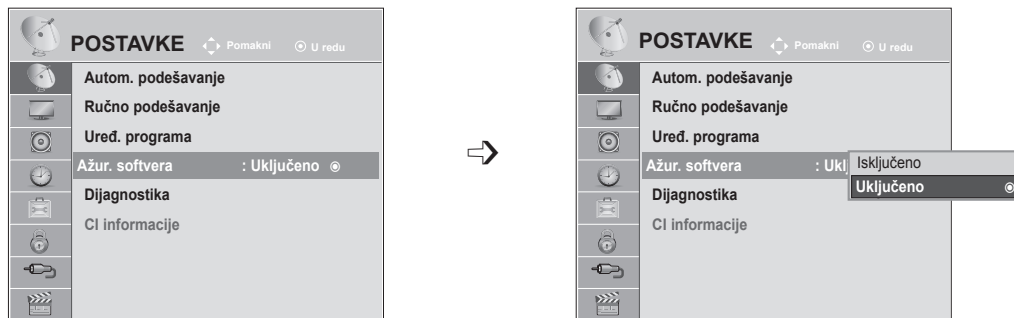 POSTAVKE Pomakni U redu
Autom. podešavanje
Ručno podešavanje
Uređ. programa
Ažur. softvera : Uključeno
Dijagnostika
CI informacije
POSTAVKE Pomakni U redu
Autom. podešavanje
Ručno podešavanje
Uređ. programa
Ažur. softvera : Uklj
Isključeno
Uključeno
Dijagnostika
CI informacije